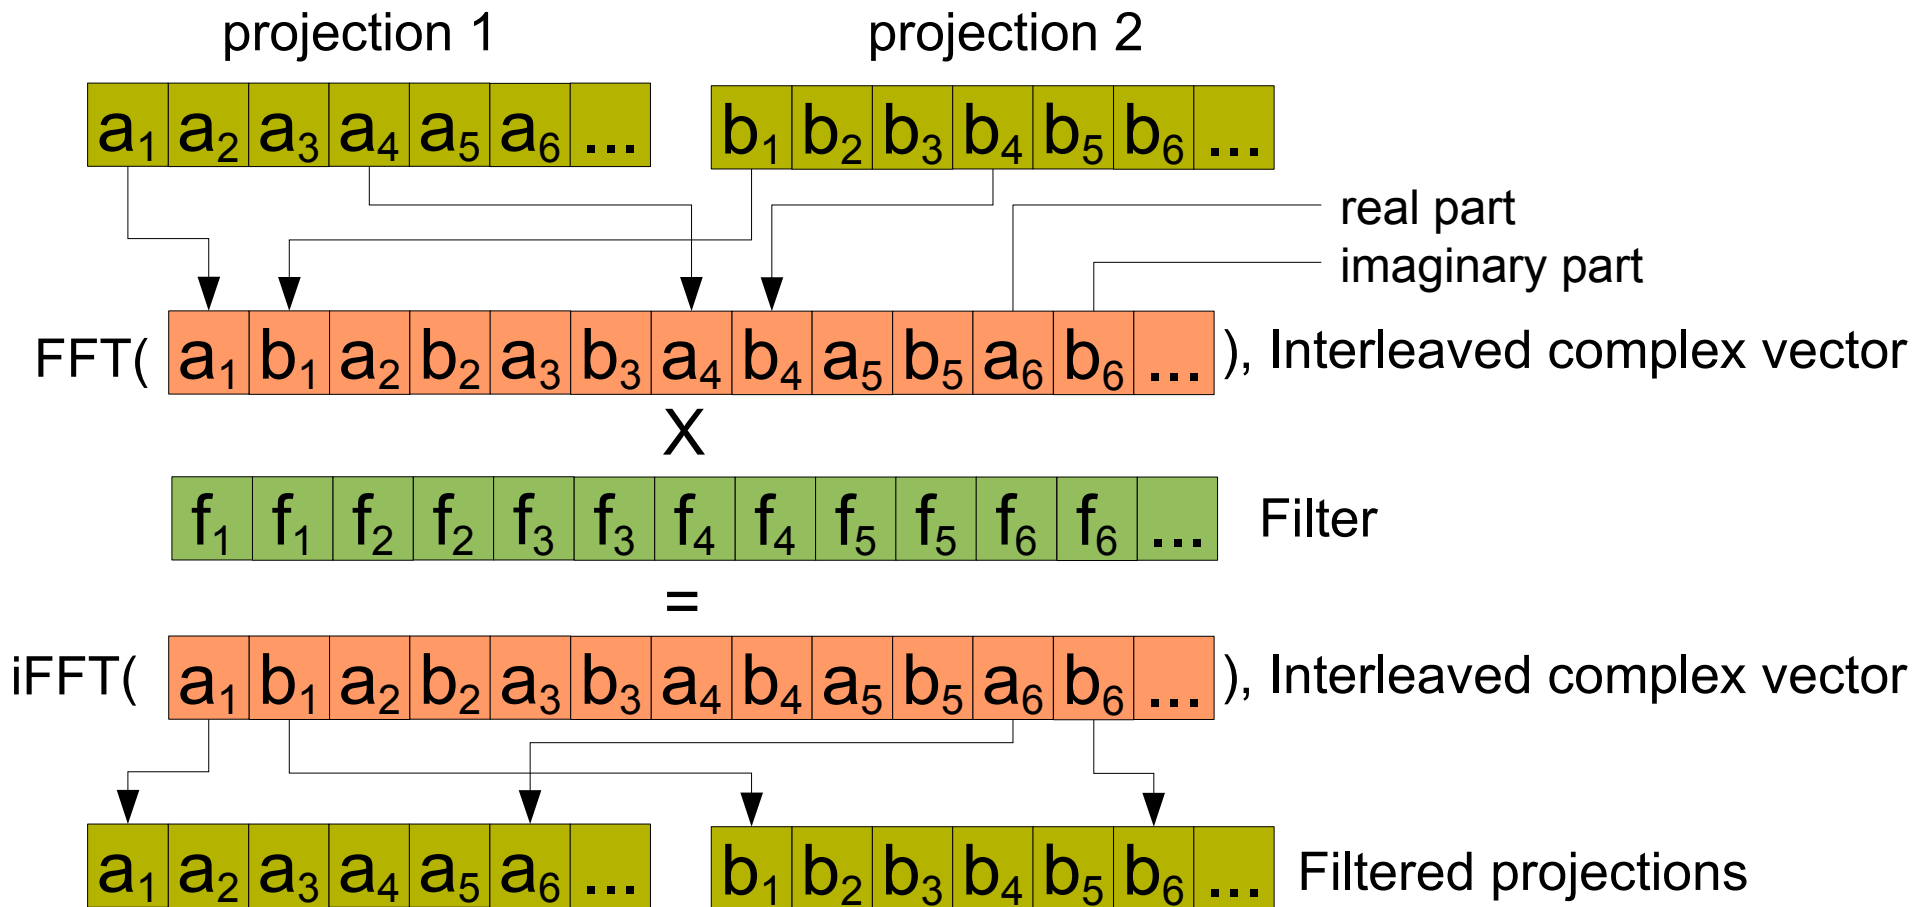 projection 1 projection 2
a1 a2 a3 a4 a5 a6 ... b1 b2 b3 b4 b5 b6 ...
real part
imaginary part
FFT( a1 b1 a2 b2 a3 b3 a4 b4 a5 b5 a6 b6 ... ), Interleaved complex vector
X
f1 f1 f2 f2 f3 f3 f4 f4 f5 f5 f6 f6 ... Filter
=
iFFT( a1 b1 a2 b2 a3 b3 a4 b4 a5 b5 a6 b6 ... ), Interleaved complex vector
a1 a2 a3 a4 a5 a6 ... b1 b2 b3 b4 b5 b6 ... Filtered projections